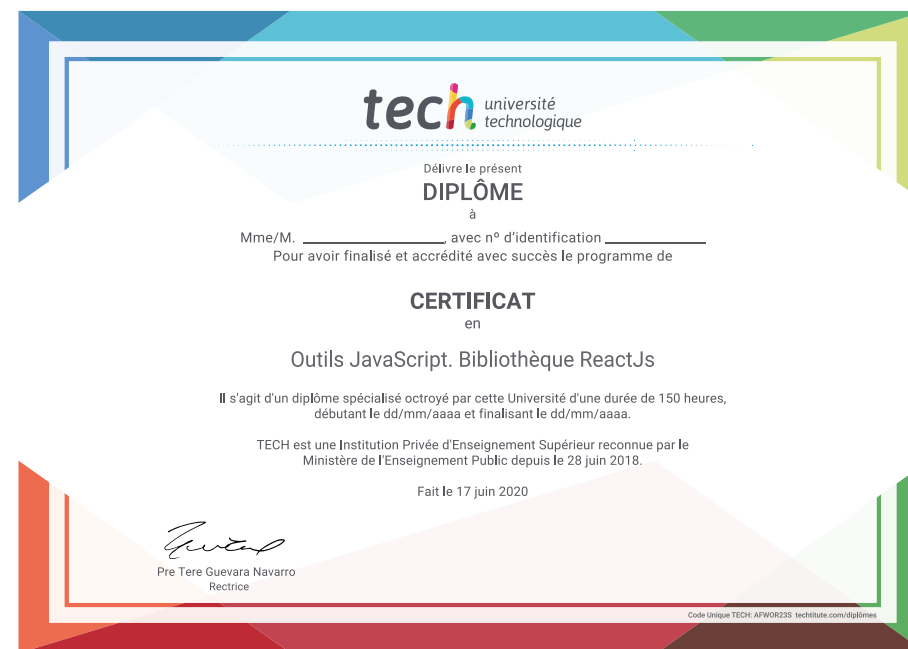 tech université
technologique
Délivre le présent
DIPLÔME
à
Mme/M. ____________________, avec nº d'identification ______________
Pour avoir finalisé et accrédité avec succès le programme de
CERTIFICAT
en
Outils JavaScript. Bibliothèque ReactJs
Il s'agit d'un diplôme spécialisé octroyé par cette Université d'une durée de 150 heures,
débutant le dd/mm/aaaa et finalisant le dd/mm/aaaa.
TECH est une Institution Privée d'Enseignement Supérieur reconnue par le
Ministère de l'Enseignement Public depuis le 28 juin 2018.
Fait le 17 juin 2020
Pre Tere Guevara Navarro
Rectrice
Code Unique TECH: AFWOR23S techtitute.com/diplômes